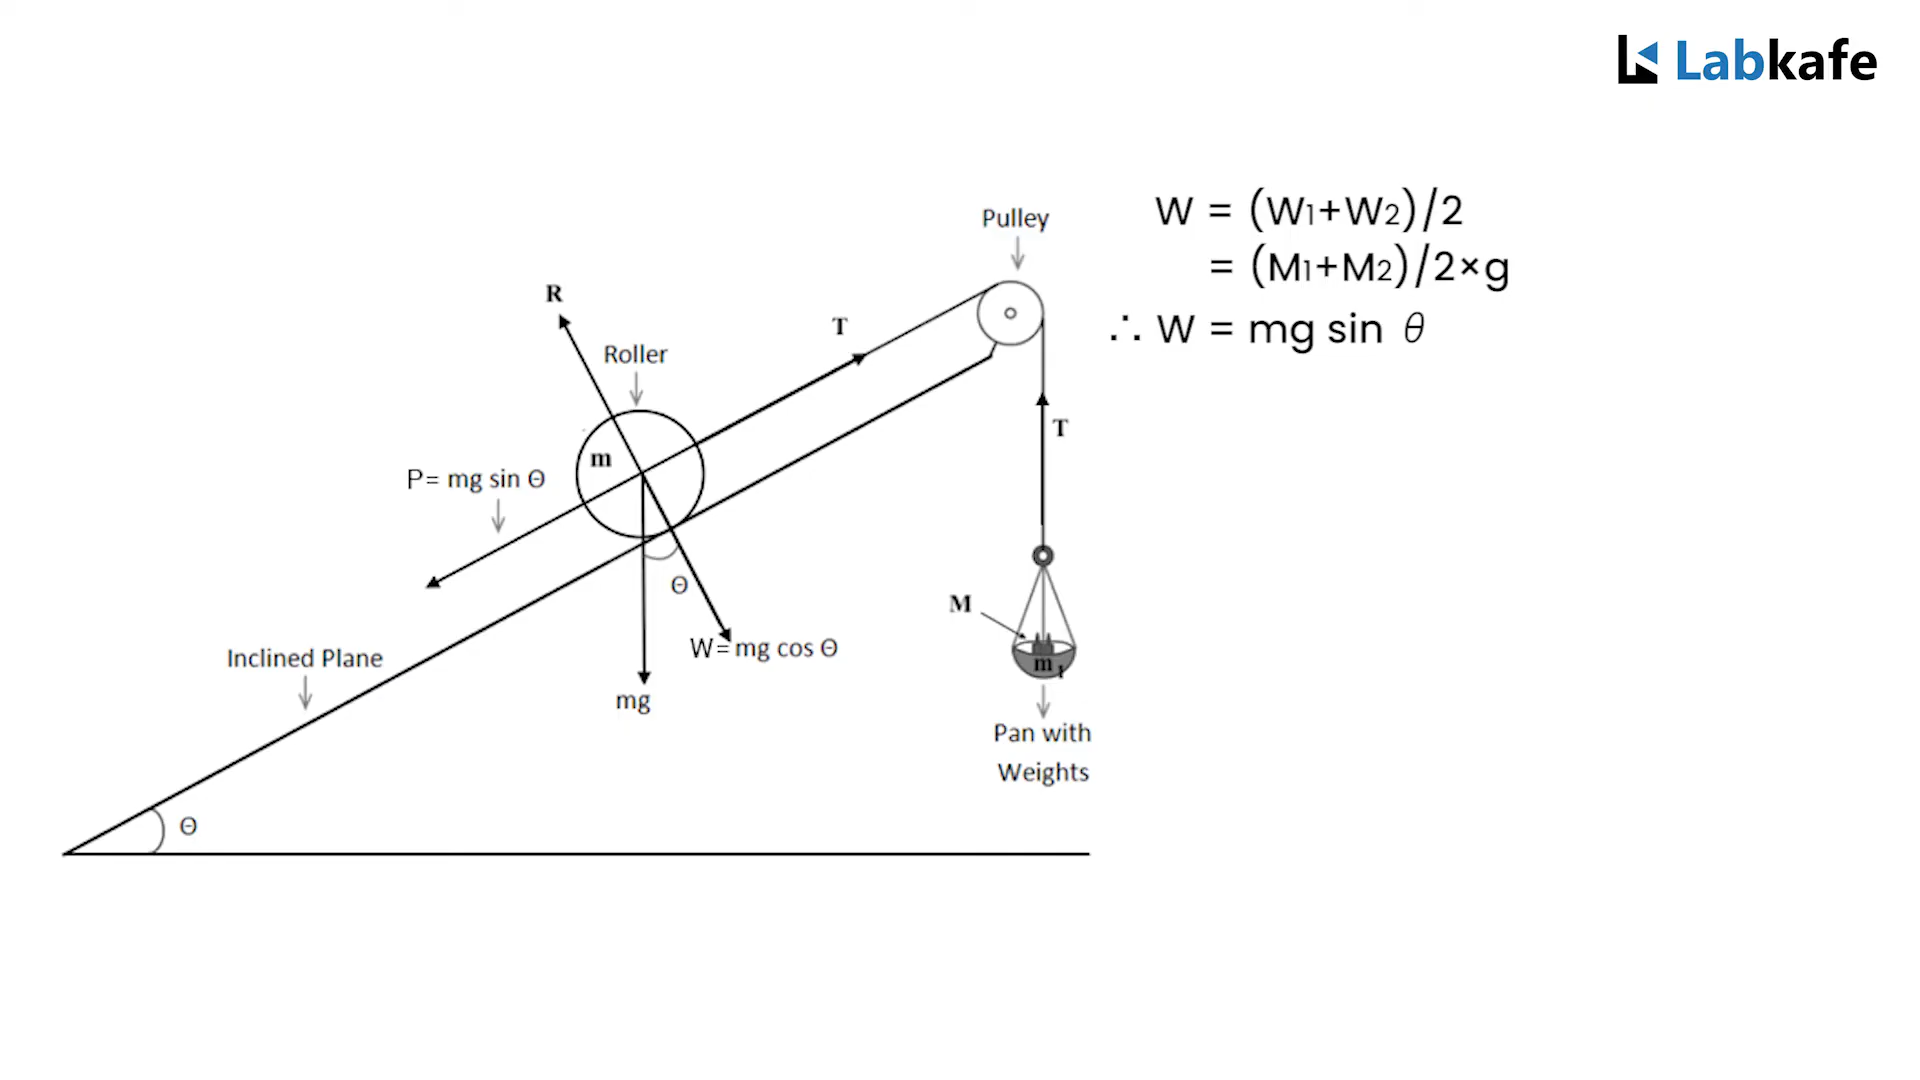 Labkafe
W = (W1+W2)/2
= (M1+M2)/2×g
∴ W = mg sin θ
Pulley
R
T
Roller
m
P= mg sin Θ
T
Θ
M
W= mg cos Θ
Inclined Plane
m1
mg
Pan with
Weights
Θ